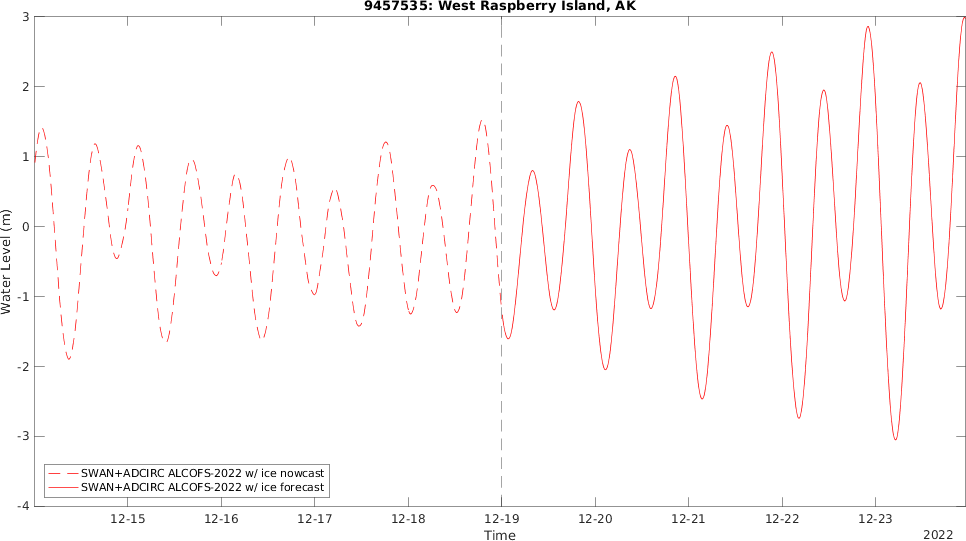 9457535: West Raspberry Island, AK
3
2
1
0
-1
-2
-3
-4
Water Level (m)
SWAN+ADCIRC ALCOFS-2022 w/ ice nowcast
SWAN+ADCIRC ALCOFS-2022 w/ ice forecast
12-15 12-16 12-17 12-18 12-19 12-20 12-21 12-22 12-23
Time
2022